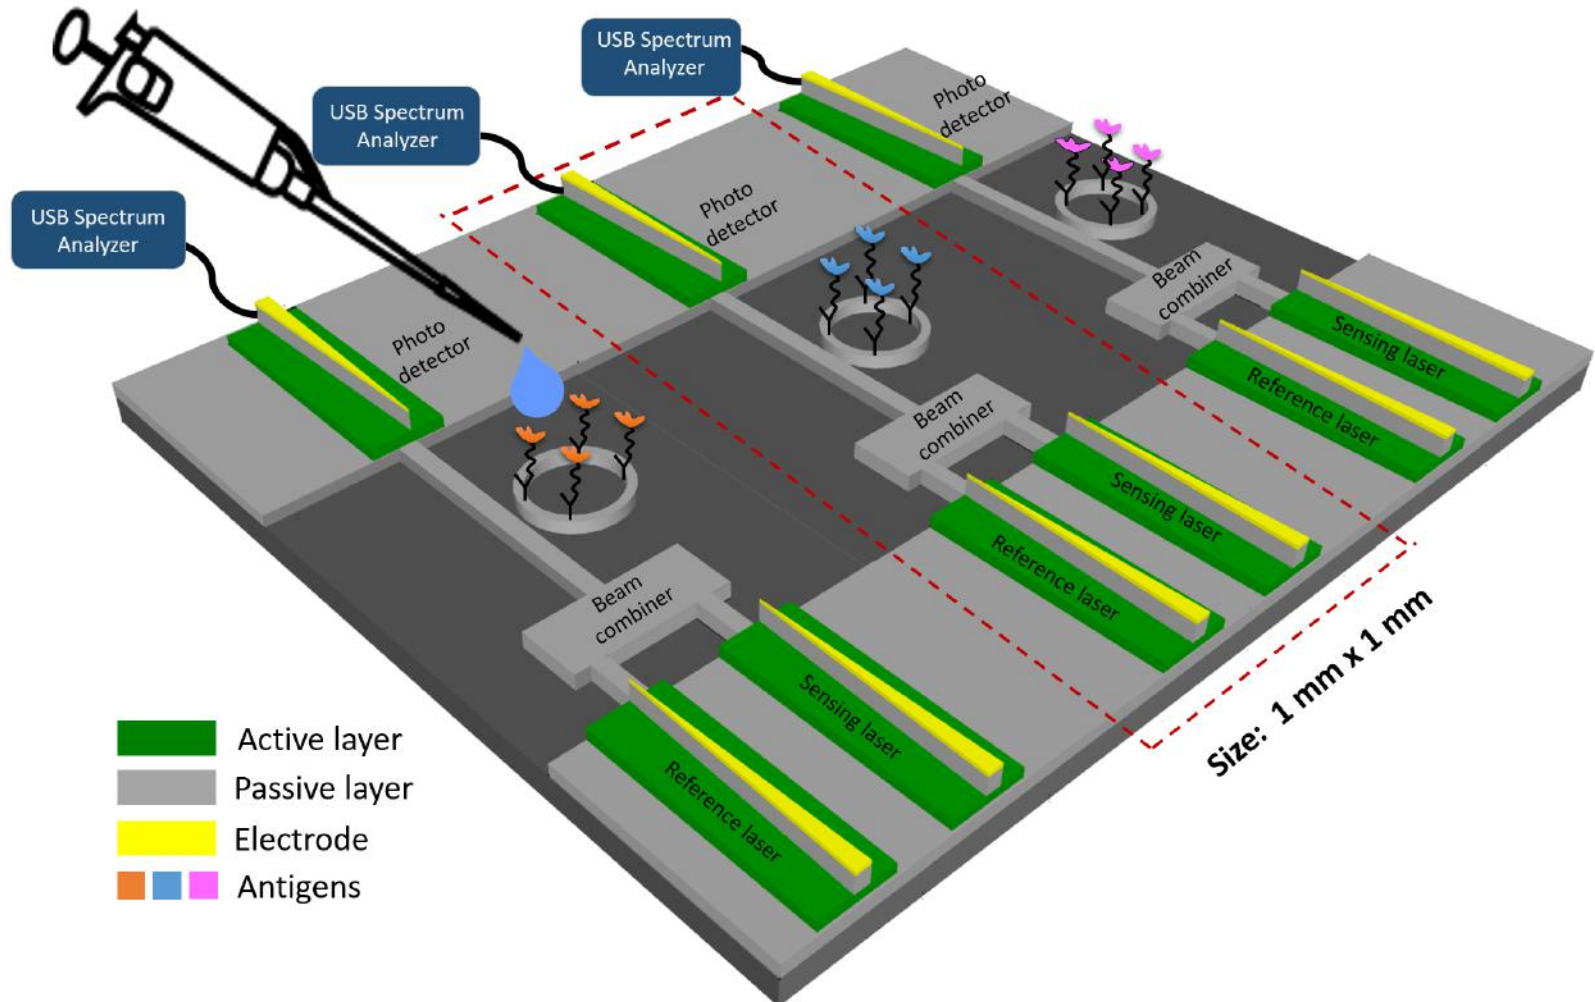 USB Spectrum
Analyzer
Photo
detector
USB Spectrum
Analyzer
Photo
detector
USB Spectrum
Analyzer
Photo
detector
Beam
combiner
Sensing laser
Reference laser
Beam
combiner
Sensing laser
Reference laser
Beam
combiner
Sensing laser
Reference laser
Size: 1 mm x 1 mm
Active layer
Passive layer
Electrode
Antigens